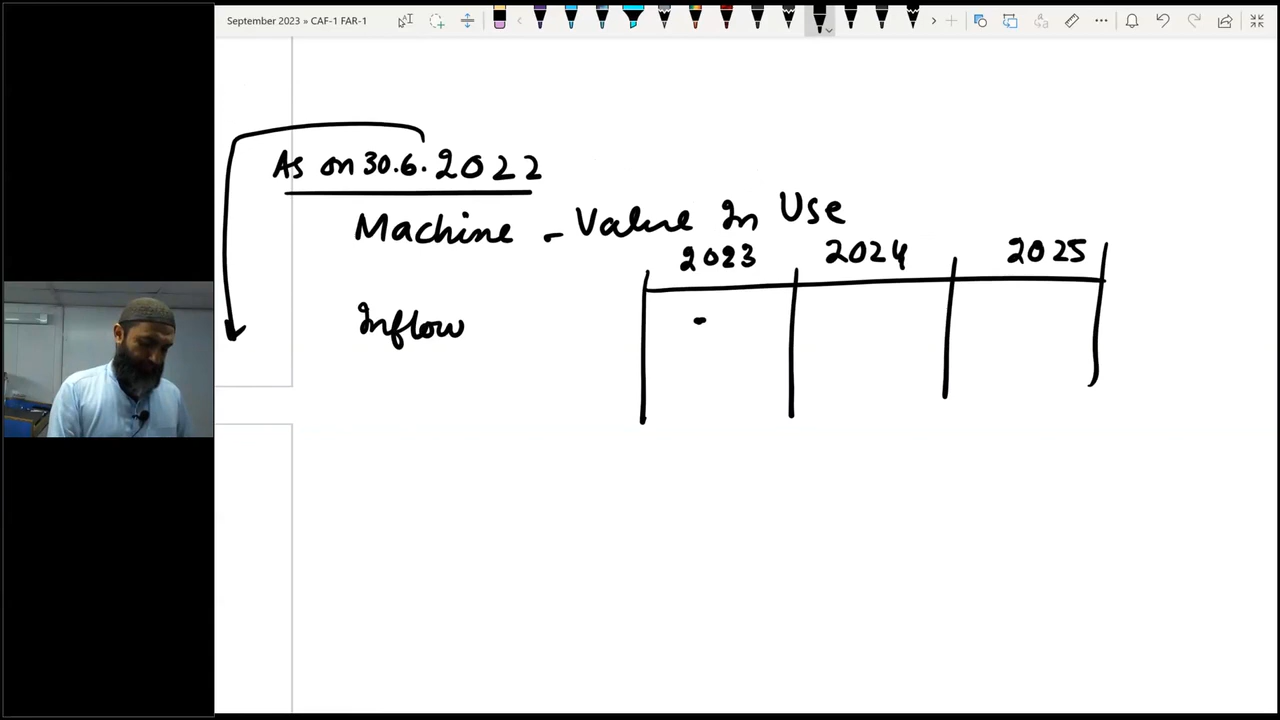 September 2023 » CAF-1 FAR-1
As on 30.6.2022
Machine - Value In Use
2023 2024 2025
Inflow